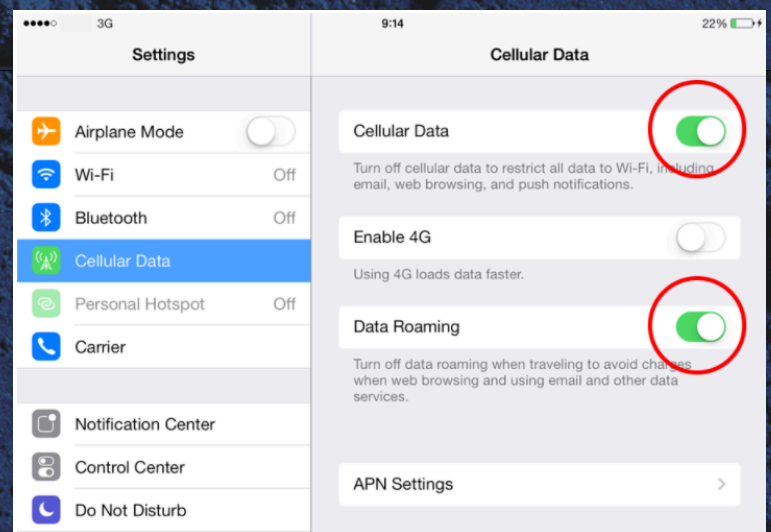 3G
9:14
22%
Settings
Cellular Data
Airplane Mode
Wi-Fi
Off
Bluetooth
Off
Cellular Data
Personal Hotspot
Off
Carrier
Notification Center
Control Center
Do Not Disturb
Cellular Data
Turn off cellular data to restrict all data to Wi-Fi, including
email, web browsing, and push notifications.
Enable 4G
Using 4G loads data faster.
Data Roaming
Turn off data roaming when traveling to avoid charges
when web browsing and using email and other data
services.
APN Settings